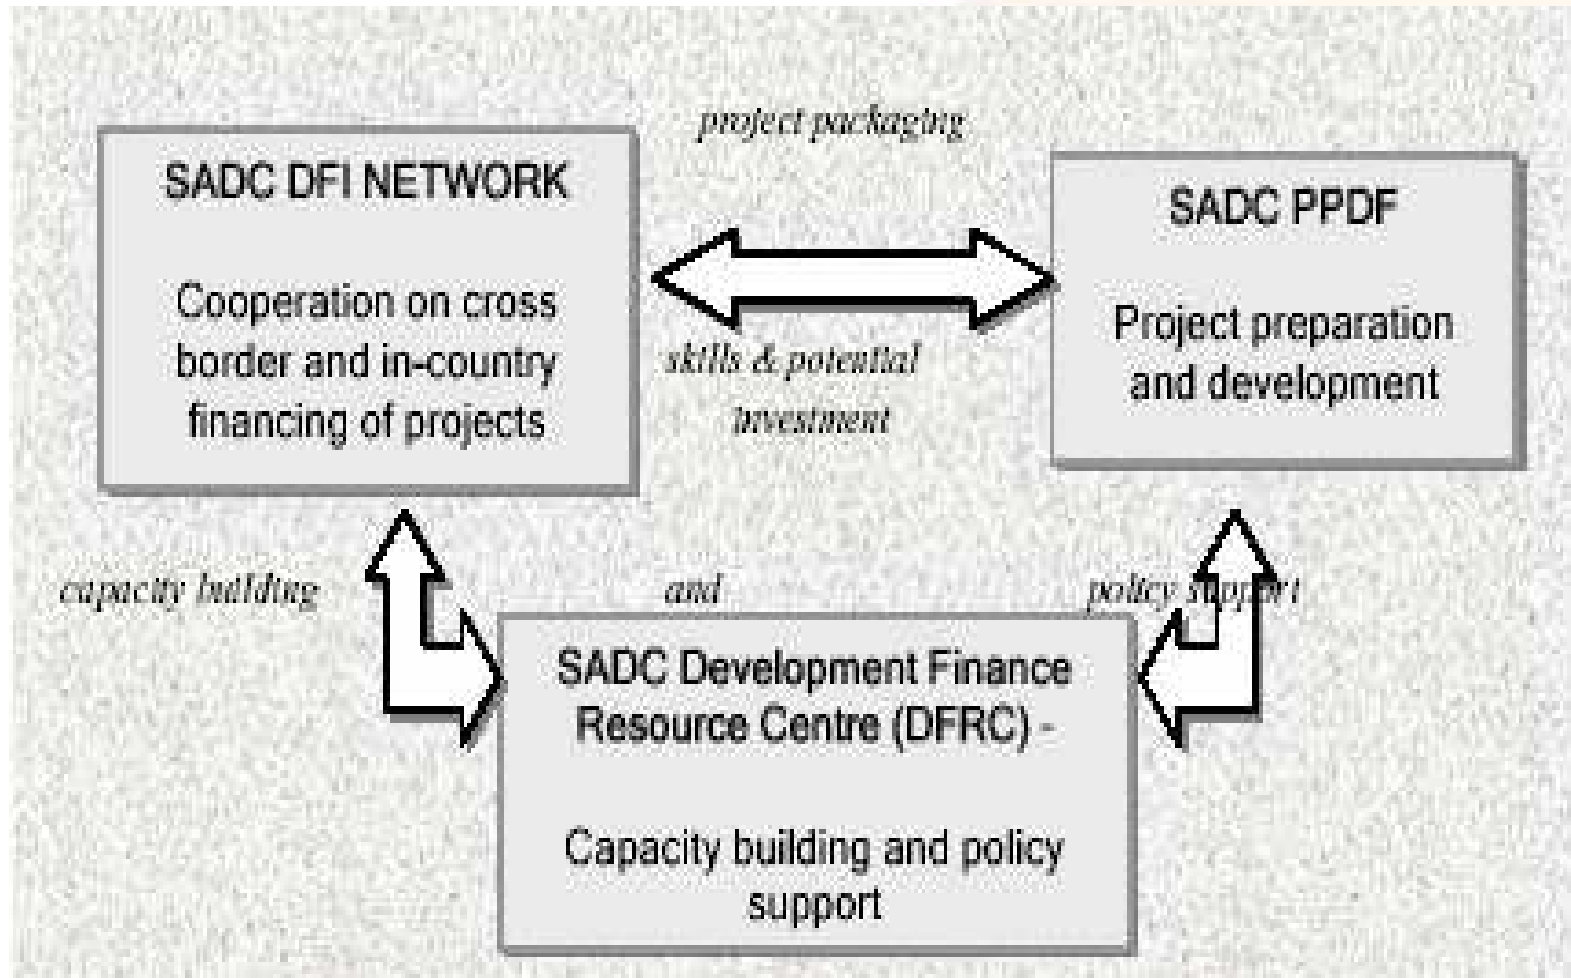 project packaging
SADC DFI NETWORK
Cooperation on cross
border and in-country
financing of projects
SADC PPDF
Project preparation
and development
skills & potential
investment
capacity building
and
policy support
SADC Development Finance
Resource Centre (DFRC) -
Capacity building and policy
support